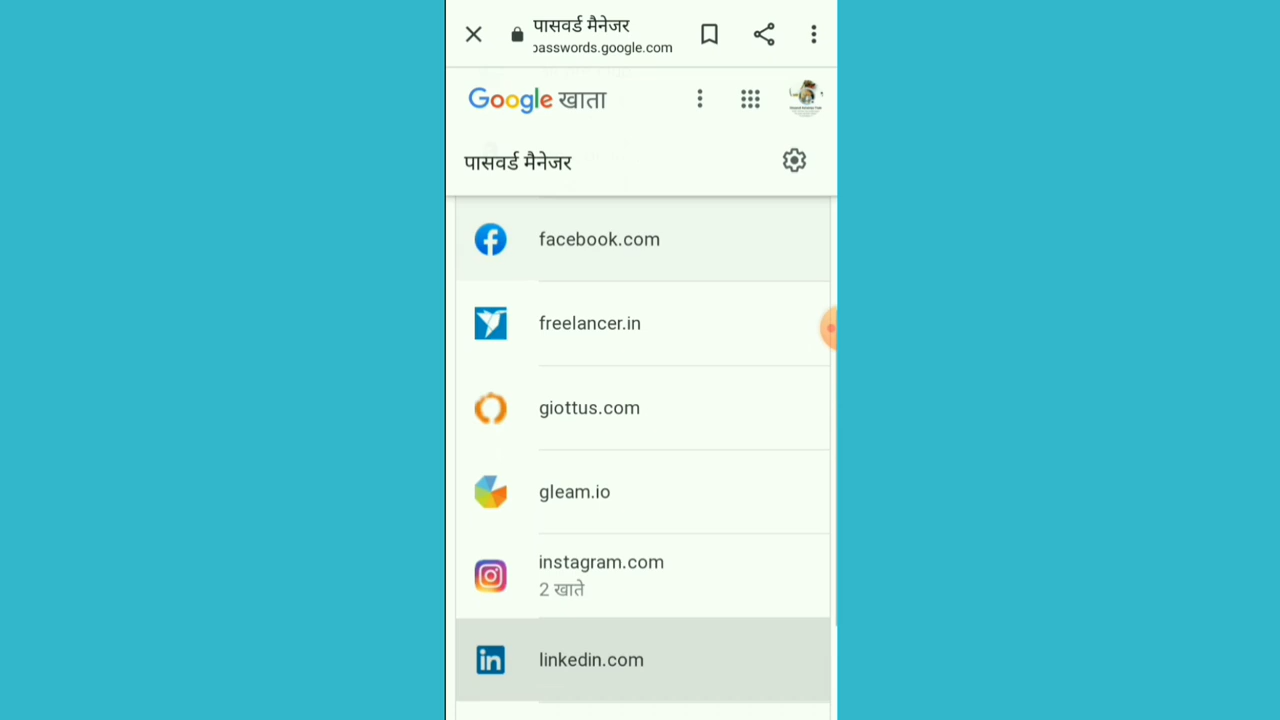 पासवर्ड मैनेजर
passwords.google.com
Google खाता
पासवर्ड मैनेजर
facebook.com
freelancer.in
giottus.com
gleam.io
instagram.com
2 खाते
linkedin.com